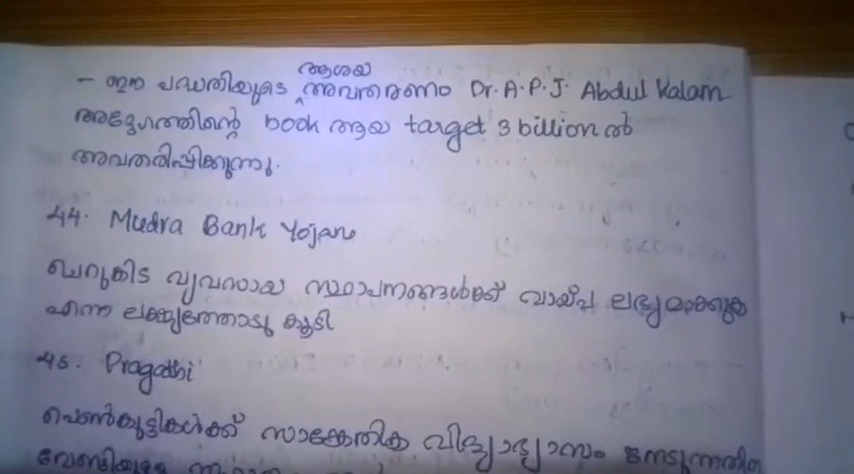 ആശയ
- ഈ പദ്ധതിയുടെ അവതരണം Dr. A.P.J. Abdul Kalam
അദ്ദേഹത്തിന്റെ book ആയ target 3 billion ൽ
അവതരിപ്പിക്കുന്നു.
44. Mudra Bank Yojana
ചെറുകിട വ്യവസായ സ്ഥാപനങ്ങൾക്ക് വായ്പ ലഭ്യമാക്കുക
എന്ന ലക്ഷ്യത്തോടു കൂടി
45. Pragathi
പെൺകുട്ടികൾക്ക് സാങ്കേതിക വിദ്യാഭ്യാസം നേടുന്നതിന